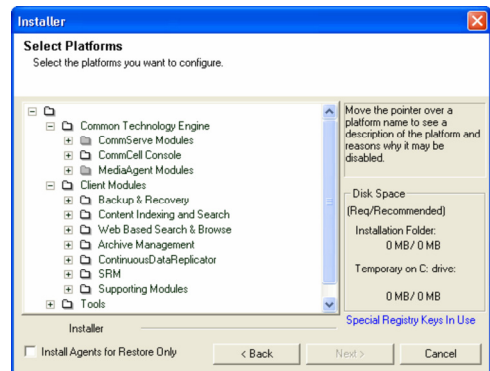 Installer
Select Platforms
Select the platforms you want to configure.
Common Technology Engine
CommServe Modules
CommCell Console
MediaAgent Modules
Client Modules
Backup & Recovery
Content Indexing and Search
Web Based Search & Browse
Archive Management
ContinuousDataReplicator
SRM
Supporting Modules
Tools
Move the pointer over a
platform name to see a
description of the platform and
reasons why it may be
disabled.
Disk Space
(Req/Recommended)
Installation Folder:
0 MB/ 0 MB
Temporary on C: drive:
0 MB/ 0 MB
Special Registry Keys In Use
Installer
Install Agents for Restore Only
< Back
Next >
Cancel